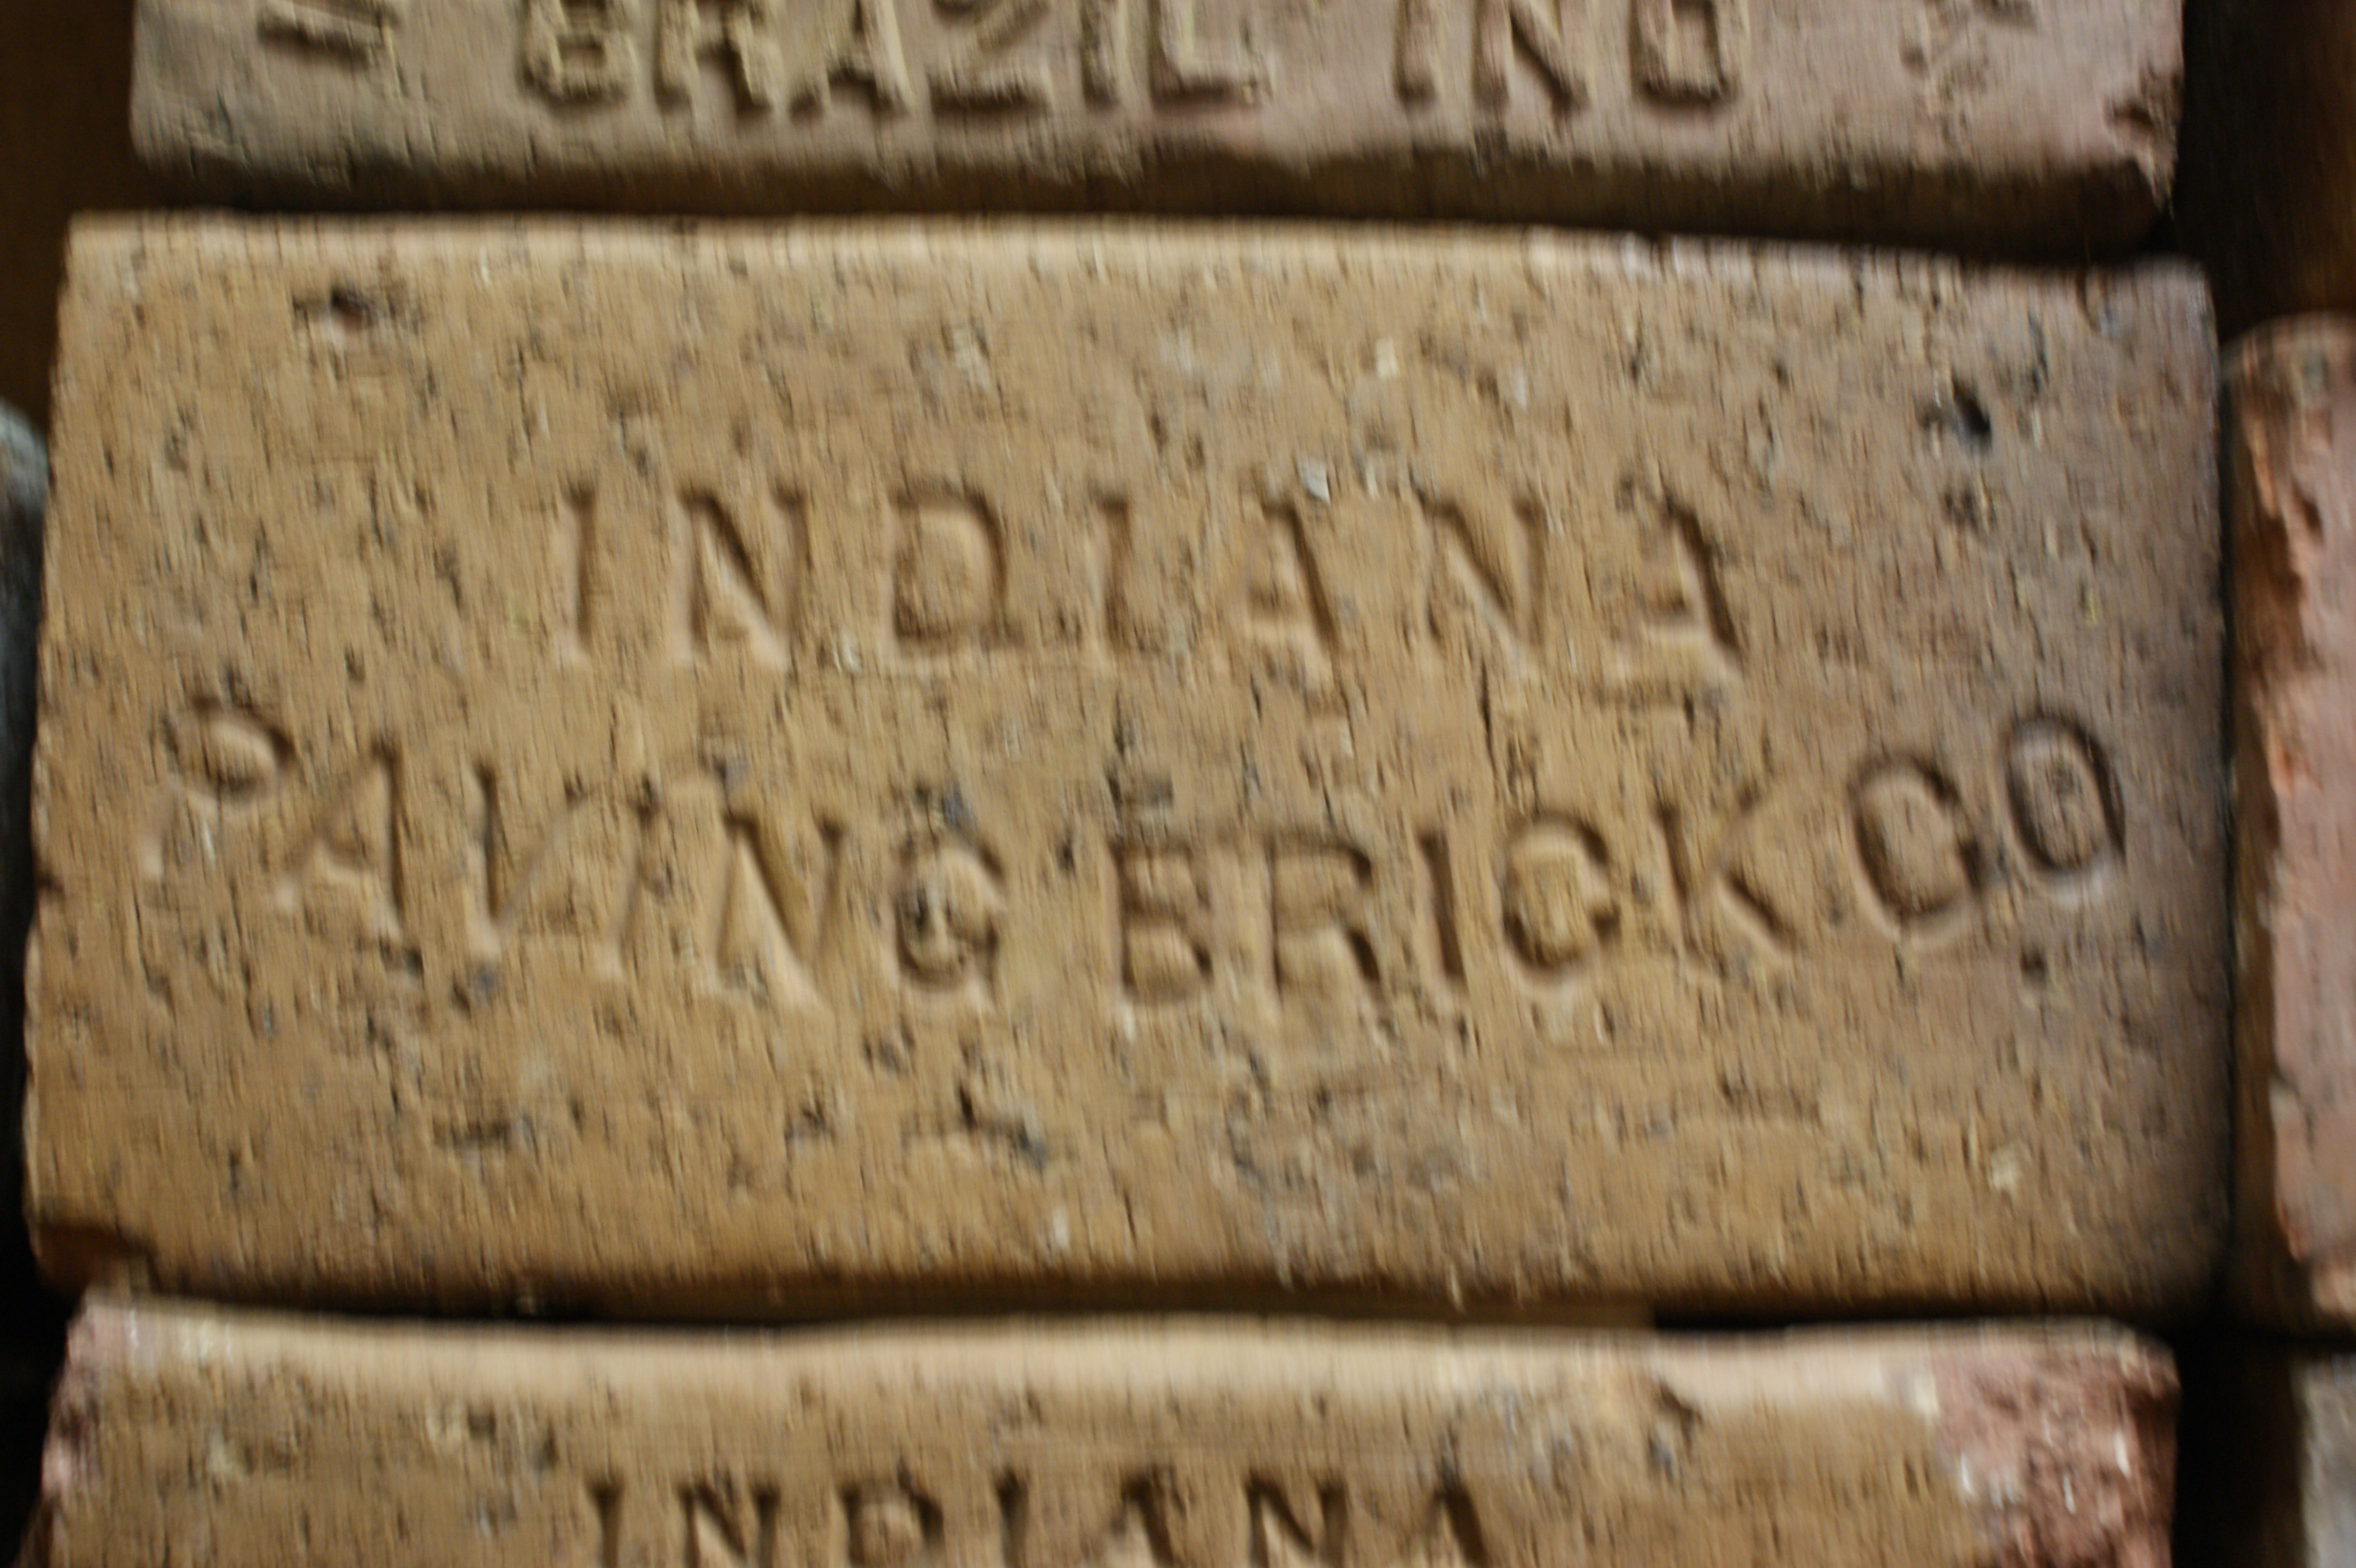 BRAZIL IND
INDIANA
PAVING BRICK CO
INDIANA